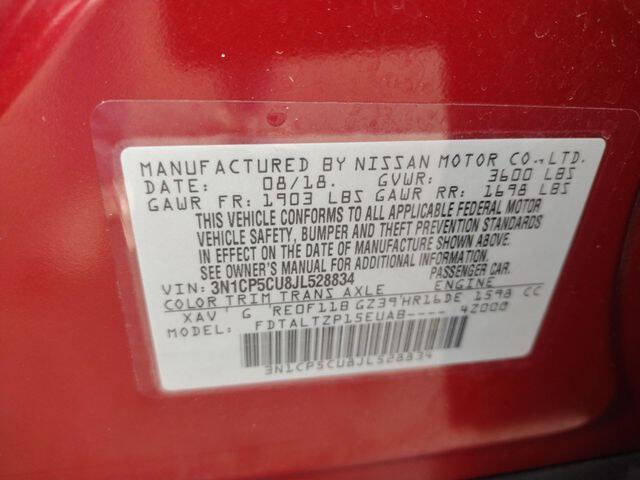 MANUFACTURED BY NISSAN MOTOR CO.,LTD.
DATE: 08/18. GVWR: 3600 LBS
GAWR FR: 1903 LBS GAWR RR: 1698 LBS
THIS VEHICLE CONFORMS TO ALL APPLICABLE FEDERAL MOTOR
VEHICLE SAFETY, BUMPER AND THEFT PREVENTION STANDARDS
IN EFFECT ON THE DATE OF MANUFACTURE SHOWN ABOVE.
SEE OWNER'S MANUAL FOR ADDITIONAL INFORMATION.
VIN: 3N1CP5CU8JL528834 PASSENGER CAR.
COLOR TRIM TRANS AXLE ENGINE
XAV G RE0F11B GZ39 HR16DE 1598 CC
FDTALTZP15EUAB---- 42000
3N1CP5CU8JL528834